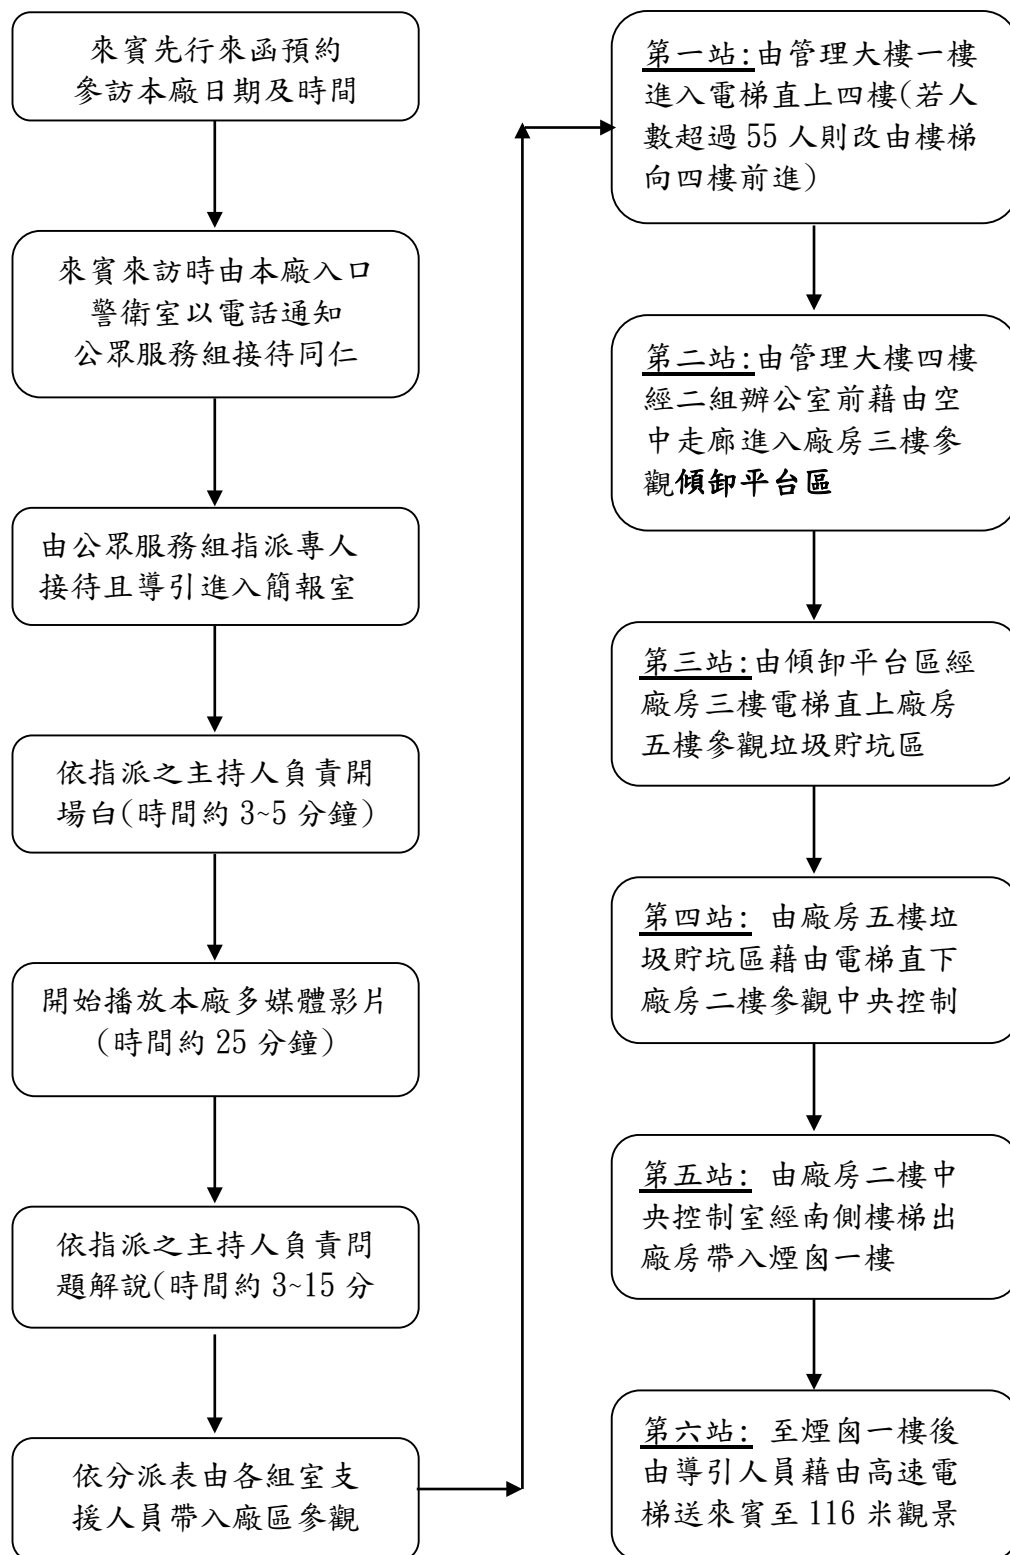 來賓先行來函預約
參訪本廠日期及時間
來賓來訪時由本廠入口
警衛室以電話通知
公眾服務組接待同仁
由公眾服務組指派專人
接待且導引進入簡報室
依指派之主持人負責開
場白(時間約3~5分鐘)
開始播放本廠多媒體影片
(時間約25分鐘)
依指派之主持人負責問
題解說(時間約3~15分
依分派表由各組室支
援人員帶入廠區參觀
第一站:由管理大樓一樓
進入電梯直上四樓(若人
數超過55人則改由樓梯
向四樓前進)
第二站:由管理大樓四樓
經二組辦公室前藉由空
中走廊進入廠房三樓參
觀傾卸平台區
第三站:由傾卸平台區經
廠房三樓電梯直上廠房
五樓參觀垃圾貯坑區
第四站: 由廠房五樓垃
圾貯坑區藉由電梯直下
廠房二樓參觀中央控制
第五站: 由廠房二樓中
央控制室經南側樓梯出
廠房帶入煙囪一樓
第六站: 至煙囪一樓後
由導引人員藉由高速電
梯送來賓至116米觀景